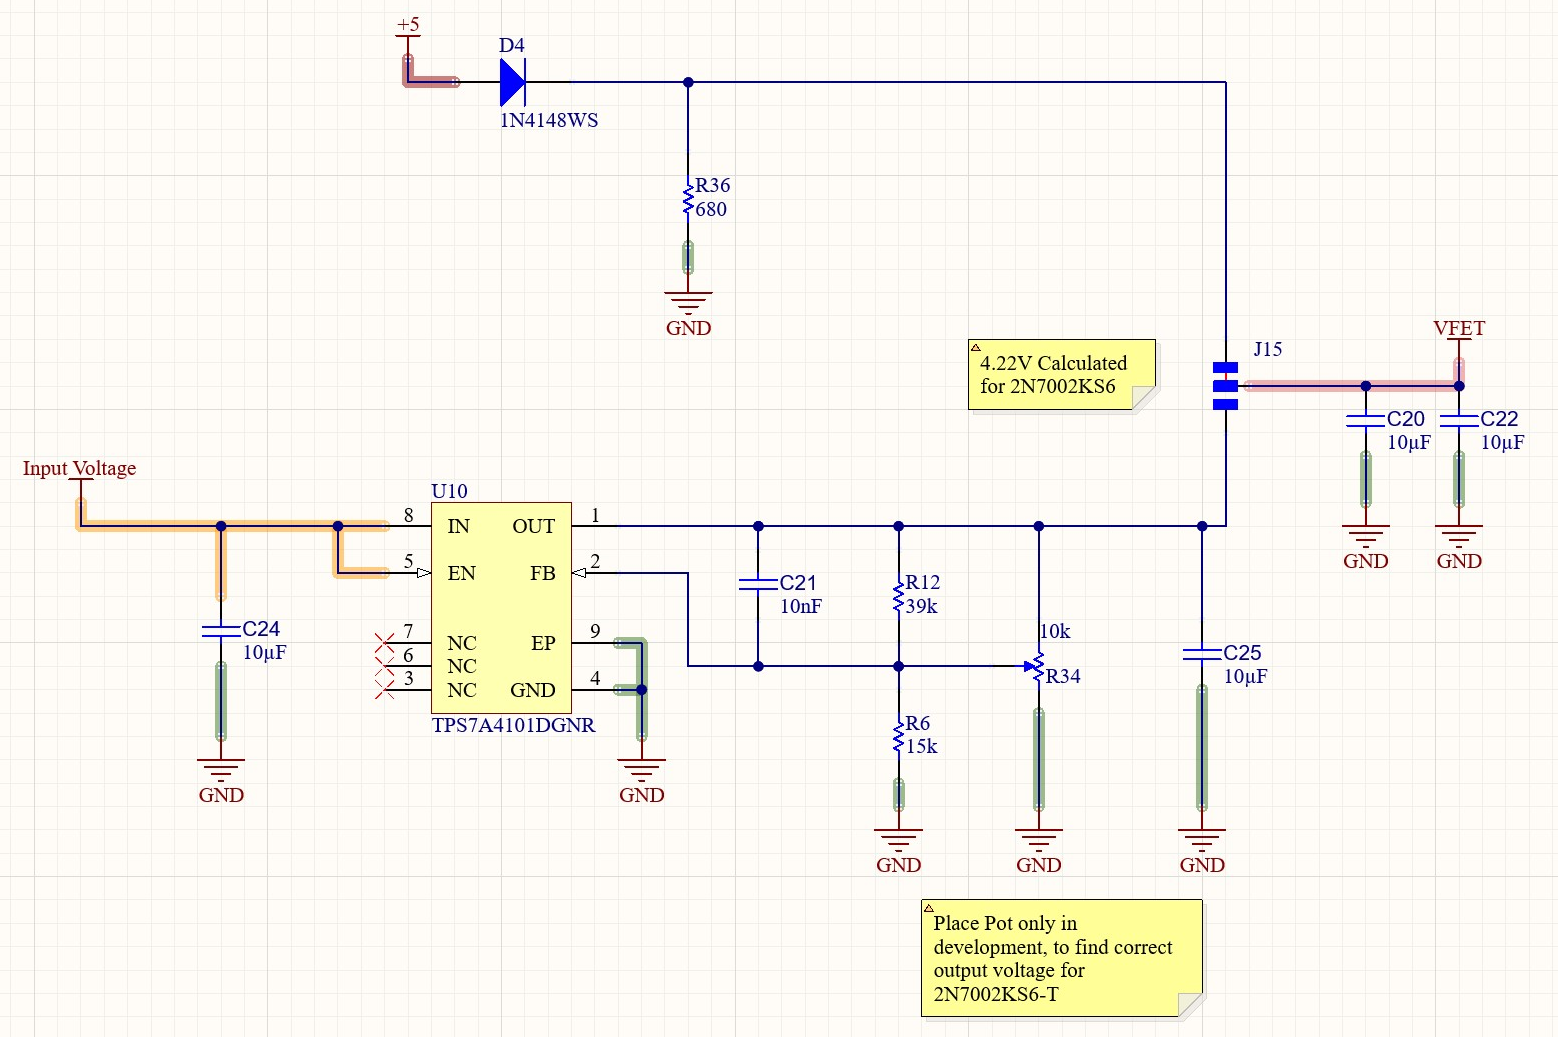 +5
D4
1N4148WS
R36
680
GND
4.22V Calculated
for 2N7002KS6
J15
VFET
C20
10µF
C22
10µF
GND
GND
Input Voltage
U10
8
IN
OUT
1
5
EN
FB
2
7
NC
EP
9
6
NC
3
NC
GND
4
TPS7A4101DGNR
C24
10µF
GND
GND
C21
10nF
R12
39k
10k
R34
C25
10µF
R6
15k
GND
GND
GND
Place Pot only in
development, to find correct
output voltage for
2N7002KS6-T